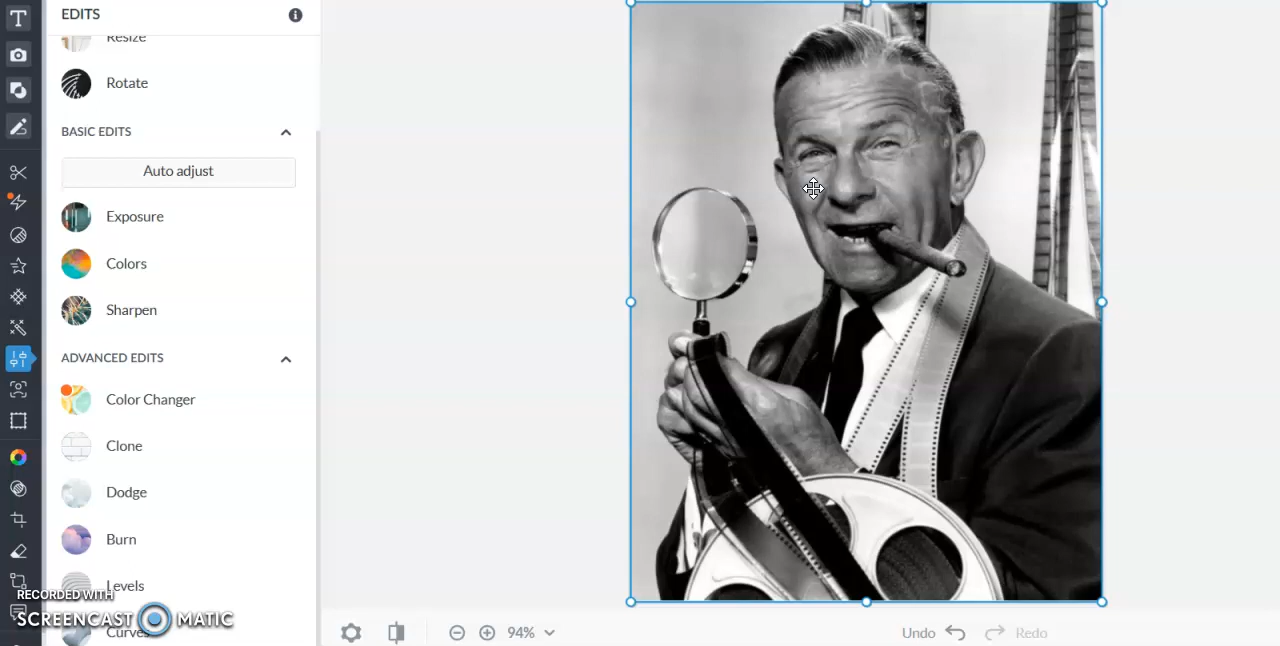 EDITS
Resize
Rotate
BASIC EDITS
Auto adjust
Exposure
Colors
Sharpen
ADVANCED EDITS
Color Changer
Clone
Dodge
Burn
Levels
Curves
RECORDED WITH
SCREENCAST MATIC
94%
Undo
Redo